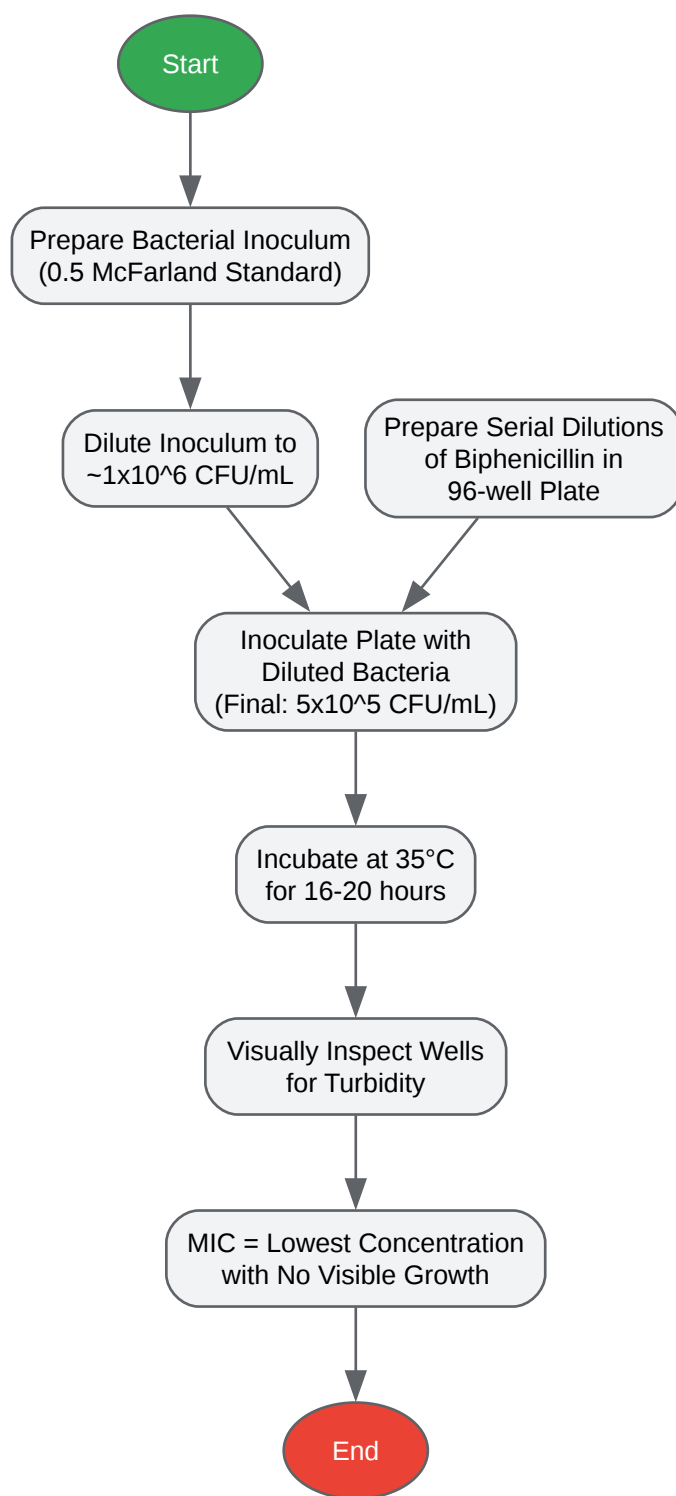 Start
Prepare Bacterial Inoculum
(0.5 McFarland Standard)
Dilute Inoculum to
~1x10^6 CFU/mL
Prepare Serial Dilutions
of Biphenicillin in
96-well Plate
Inoculate Plate with
Diluted Bacteria
(Final: 5x10^5 CFU/mL)
Incubate at 35°C
for 16-20 hours
Visually Inspect Wells
for Turbidity
MIC = Lowest Concentration
with No Visible Growth
End